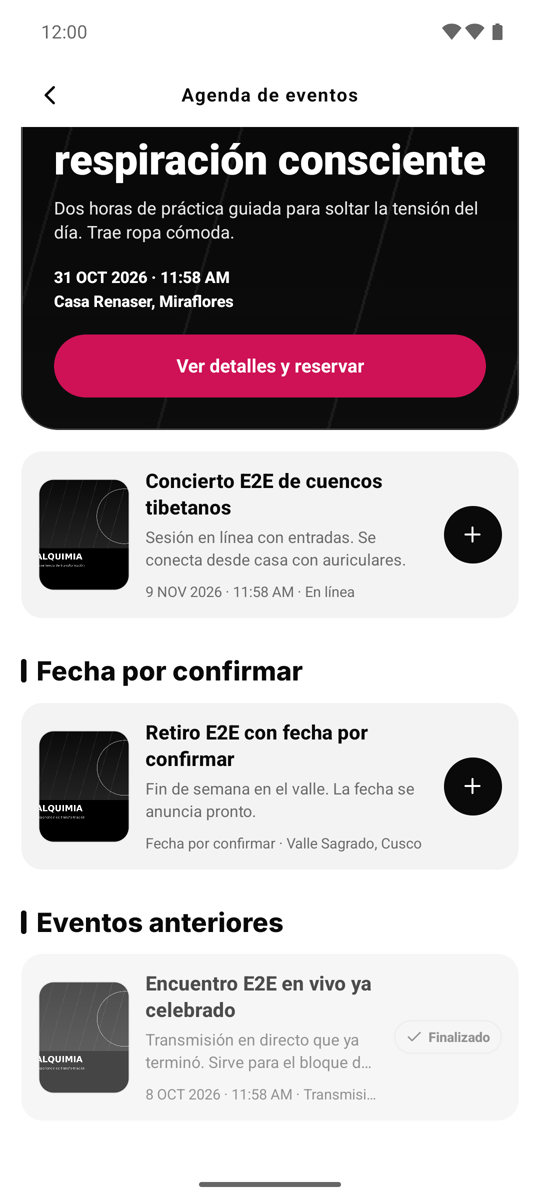 12:00
Agenda de eventos
respiración consciente
Dos horas de práctica guiada para soltar la tensión del
día. Trae ropa cómoda.
31 OCT 2026 · 11:58 AM
Casa Renaser, Miraflores
Ver detalles y reservar
ALQUIMIA
Concierto E2E de cuencos
tibetanos
Sesión en línea con entradas. Se
conecta desde casa con auriculares.
9 NOV 2026 · 11:58 AM · En línea
Fecha por confirmar
ALQUIMIA
Retiro E2E con fecha por
confirmar
Fin de semana en el valle. La fecha se
anuncia pronto.
Fecha por confirmar · Valle Sagrado, Cusco
Eventos anteriores
ALQUIMIA
Encuentro E2E en vivo ya
celebrado
Transmisión en directo que ya
terminó. Sirve para el bloque d…
8 OCT 2026 · 11:58 AM · Transmisi…
Finalizado